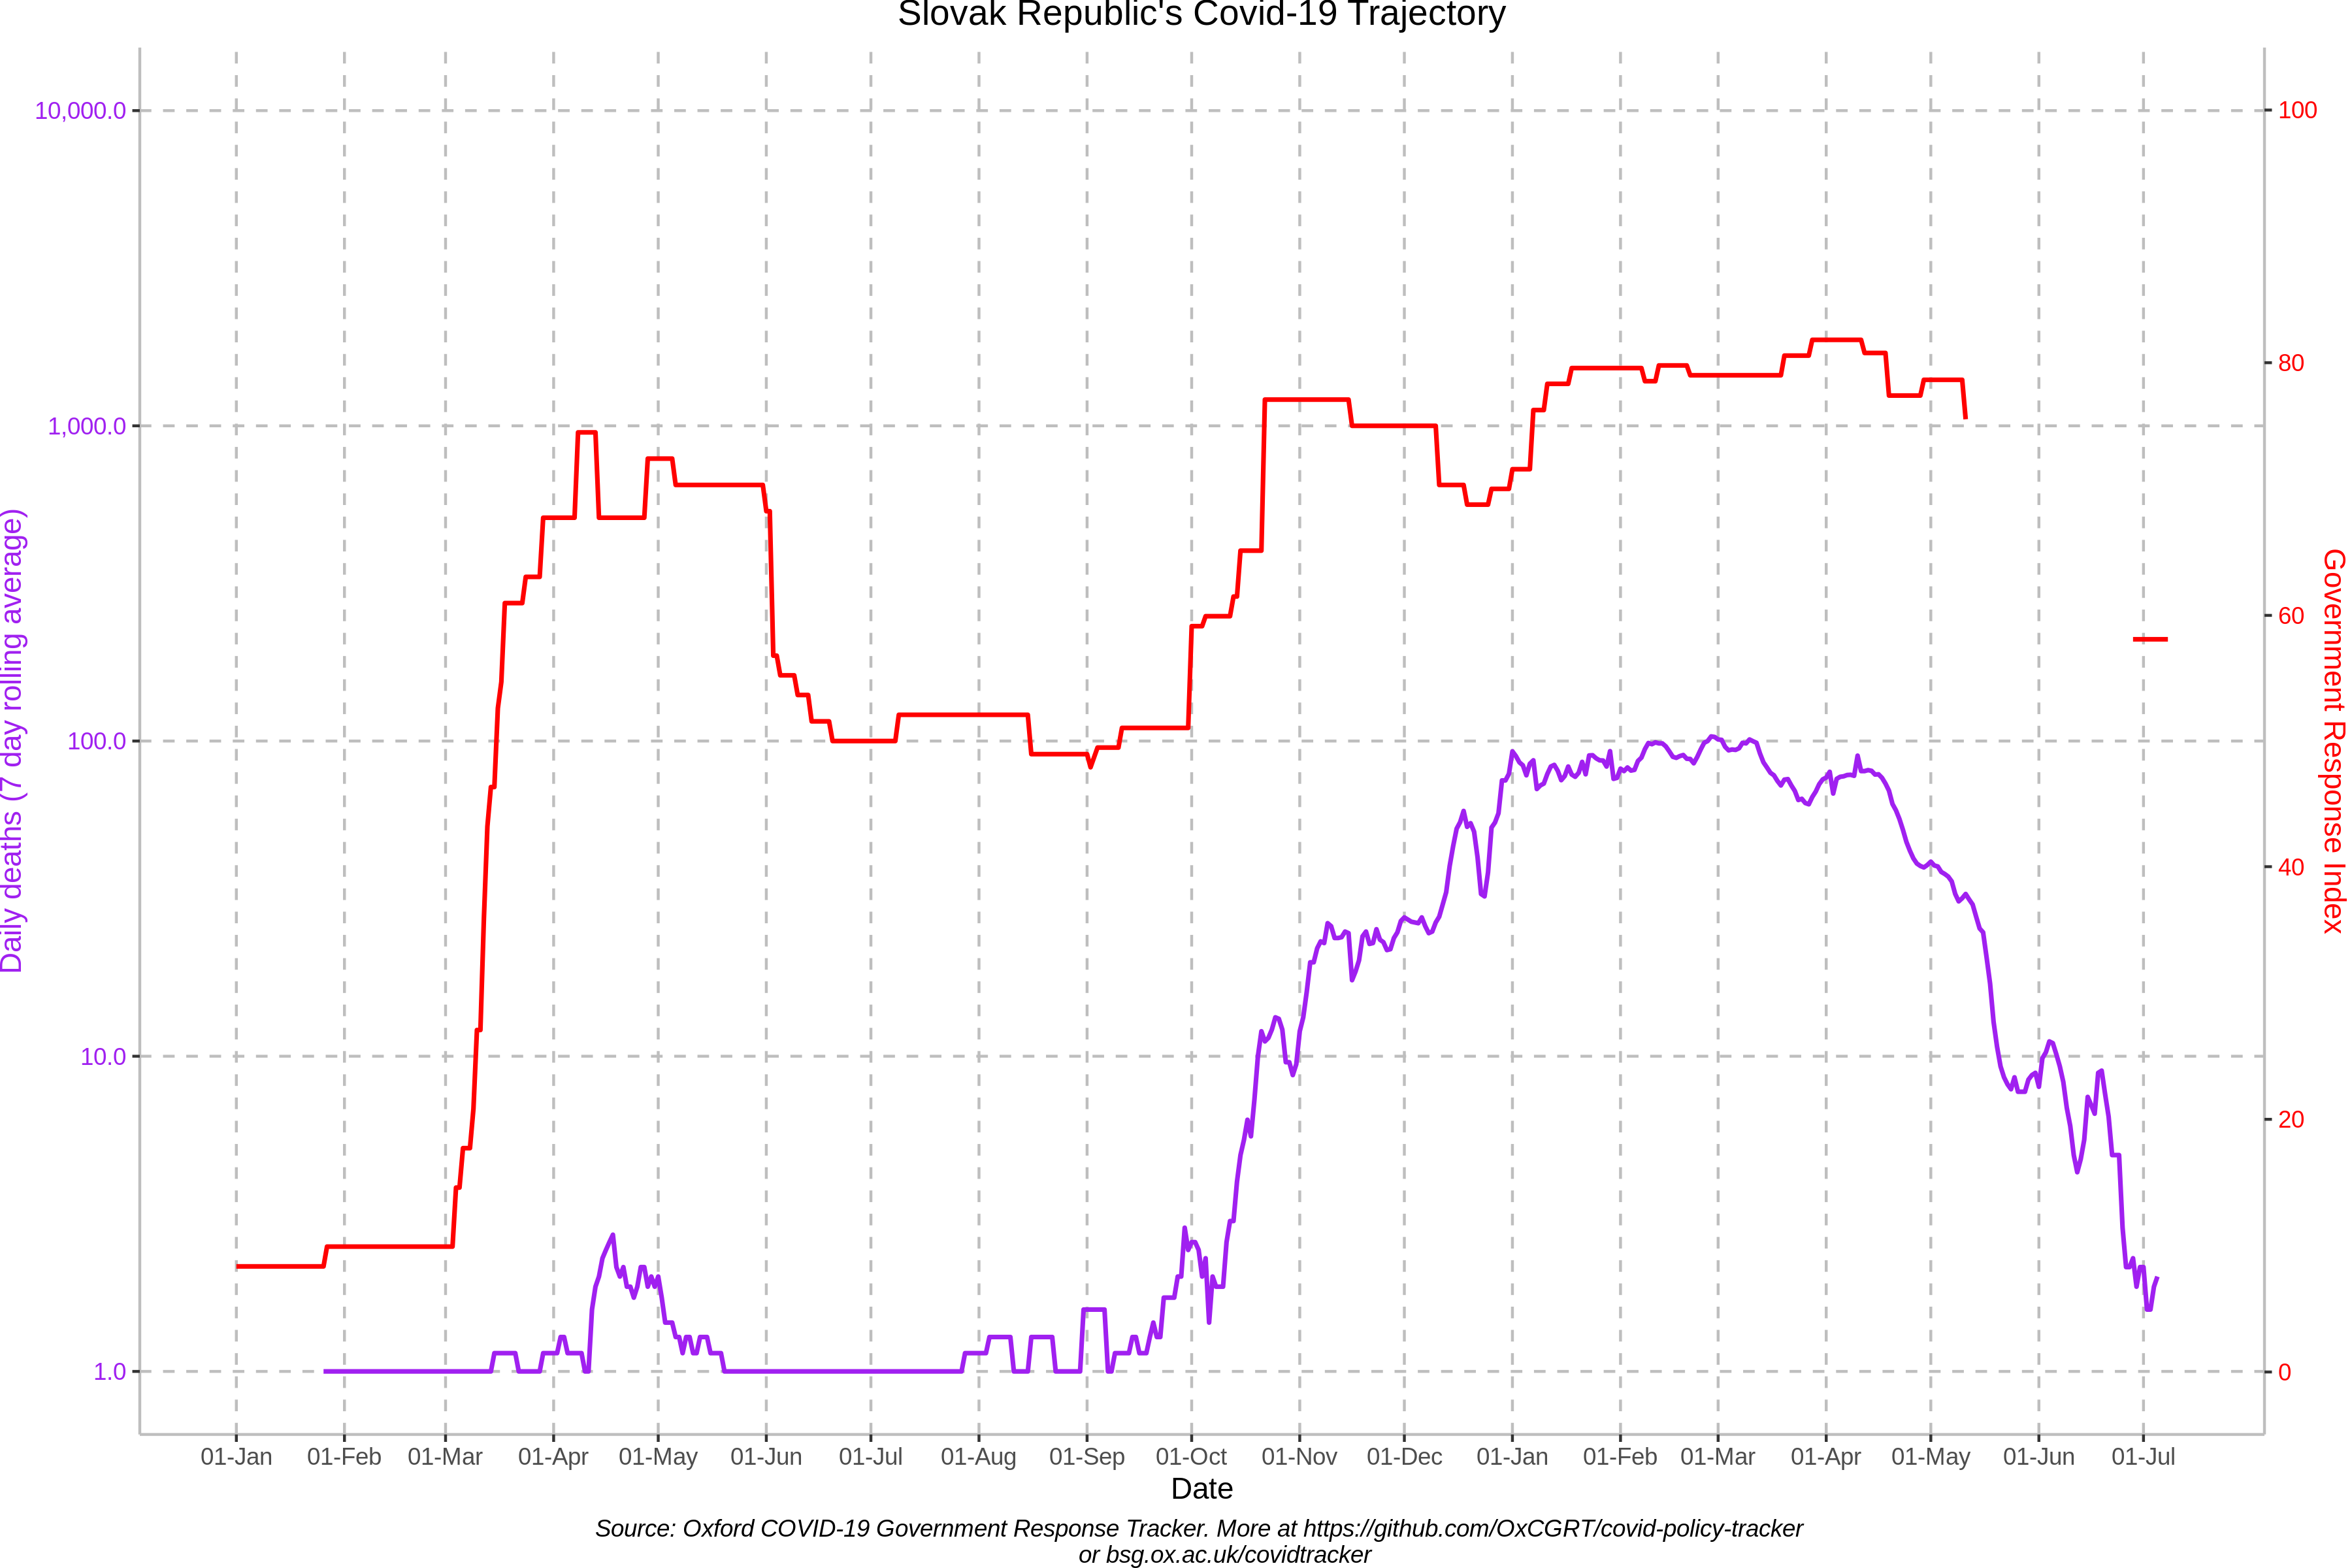 Slovak Republic's Covid-19 Trajectory
10,000.0
1,000.0
100.0
10.0
1.0
Daily deaths (7 day rolling average)
100
80
60
40
20
0
Government Response Index
01-Jan 01-Feb 01-Mar 01-Apr 01-May 01-Jun 01-Jul 01-Aug 01-Sep 01-Oct 01-Nov 01-Dec 01-Jan 01-Feb 01-Mar 01-Apr 01-May 01-Jun 01-Jul
Date
Source: Oxford COVID-19 Government Response Tracker. More at https://github.com/OxCGRT/covid-policy-tracker
or bsg.ox.ac.uk/covidtracker